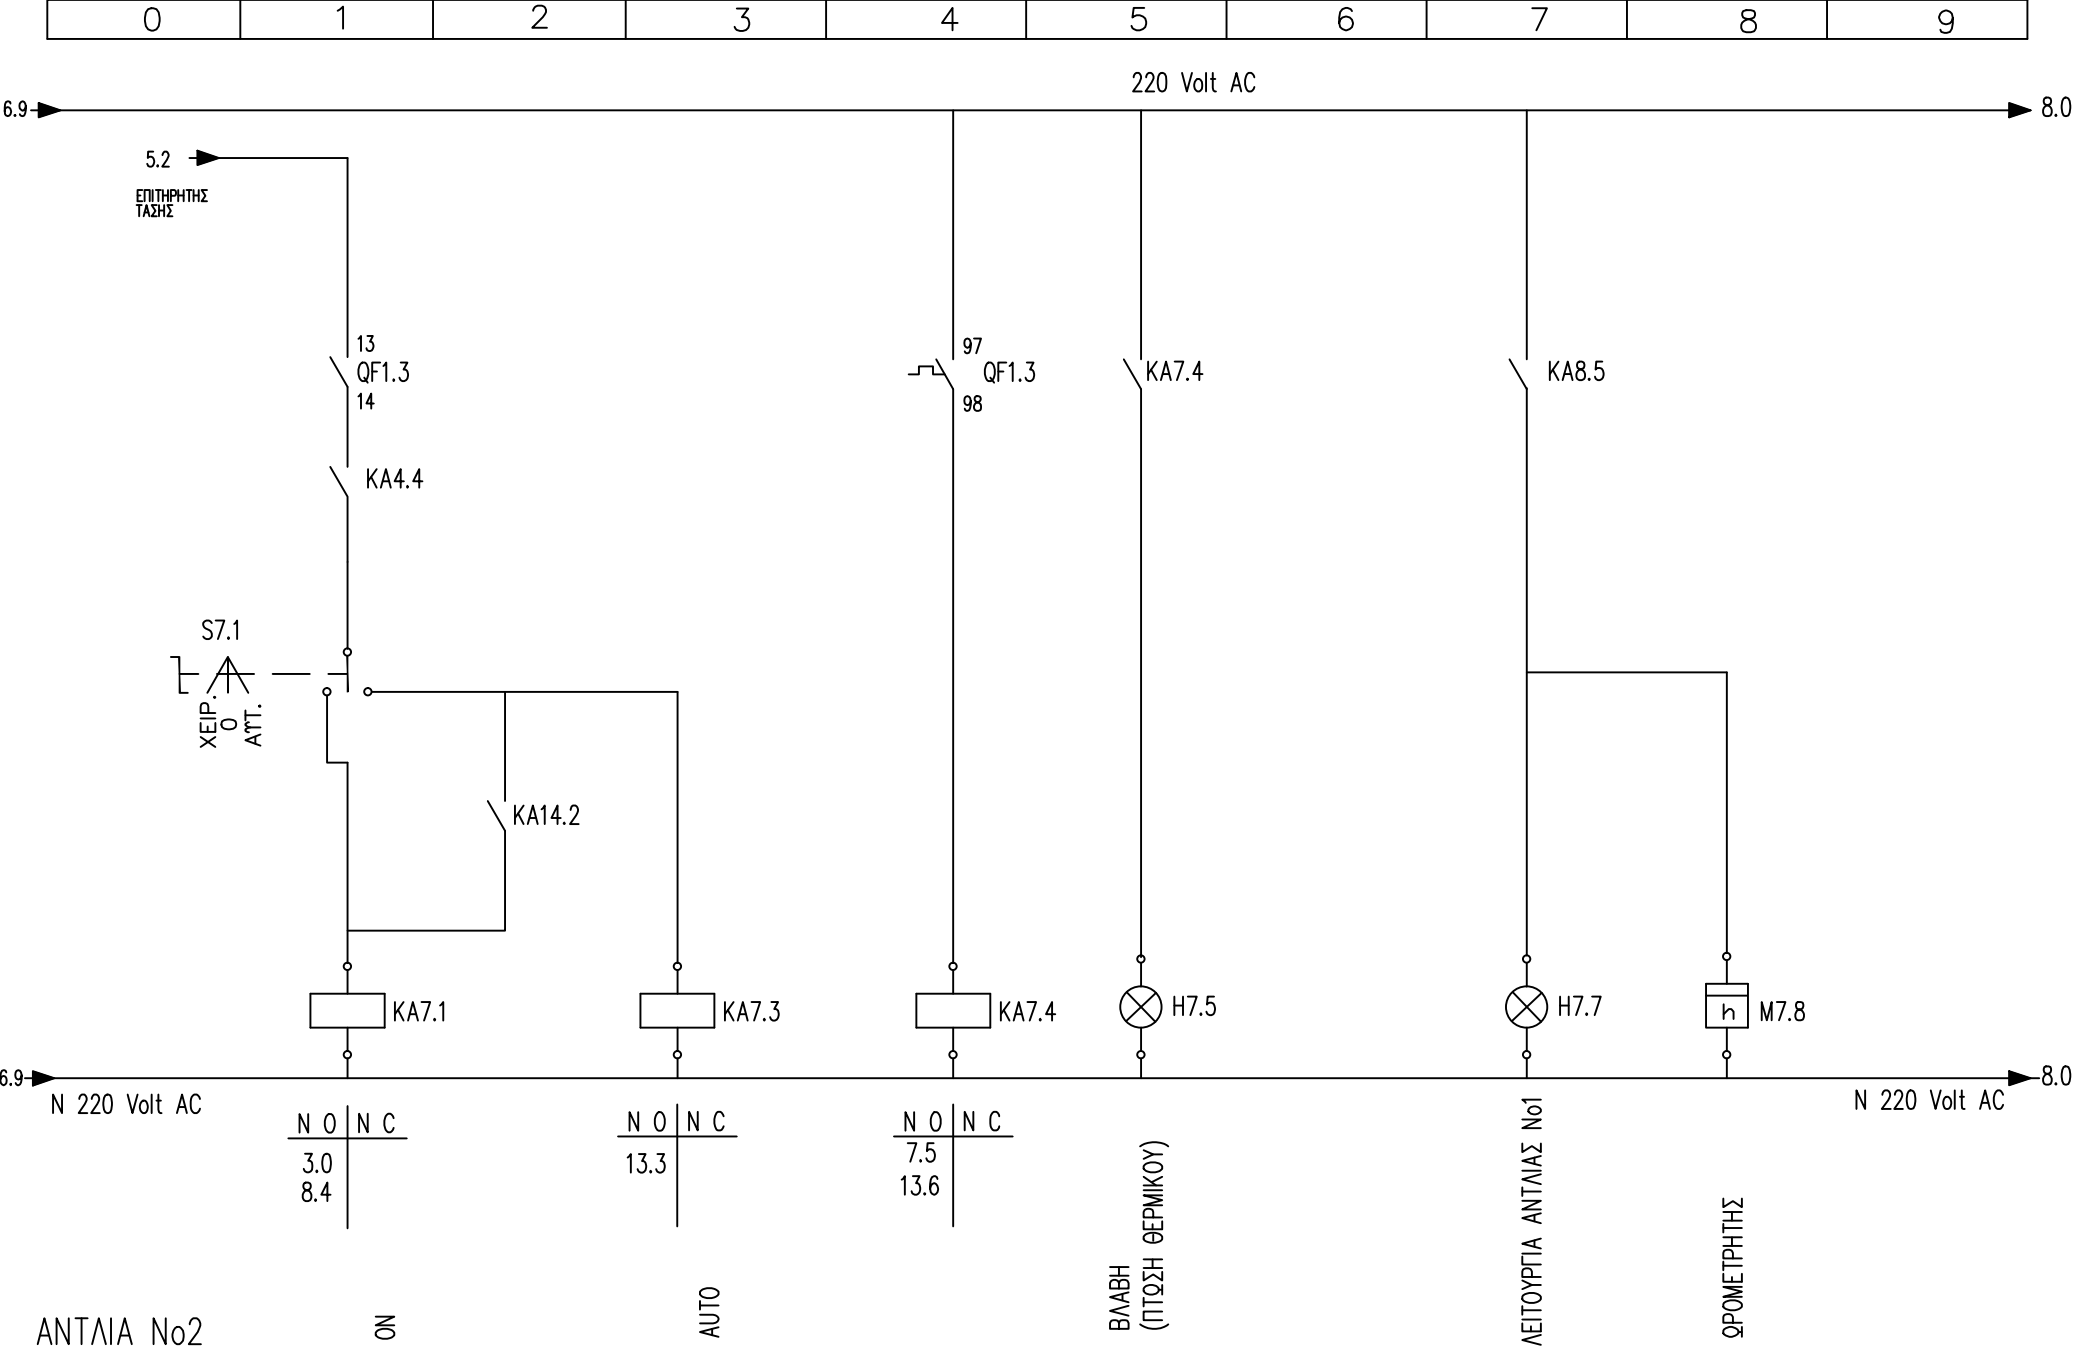 0 1 2 3 4 5 6 7 8 9
220 Volt AC
6.9
8.0
5.2
ΕΠΙΤΗΡΗΤΗΣ
ΤΑΣΗΣ
13
QF1.3
14
97
QF1.3
98
KA7.4
KA8.5
KA4.4
S7.1
ΧΕΙΡ.
0
ΑΥΤ.
KA14.2
KA7.1
KA7.3
KA7.4
H7.5
H7.7
h
M7.8
6.9
8.0
N 220 Volt AC
N 220 Volt AC
N O N C
3.0
8.4
N O N C
13.3
N O N C
7.5
13.6
ΑΝΤΛΙΑ Νο2
ON
AUTO
ΒΛΑΒΗ
(ΠΤΩΣΗ ΘΕΡΜΙΚΟΥ)
ΛΕΙΤΟΥΡΓΙΑ ΑΝΤΛΙΑΣ Νο1
ΩΡΟΜΕΤΡΗΤΗΣ